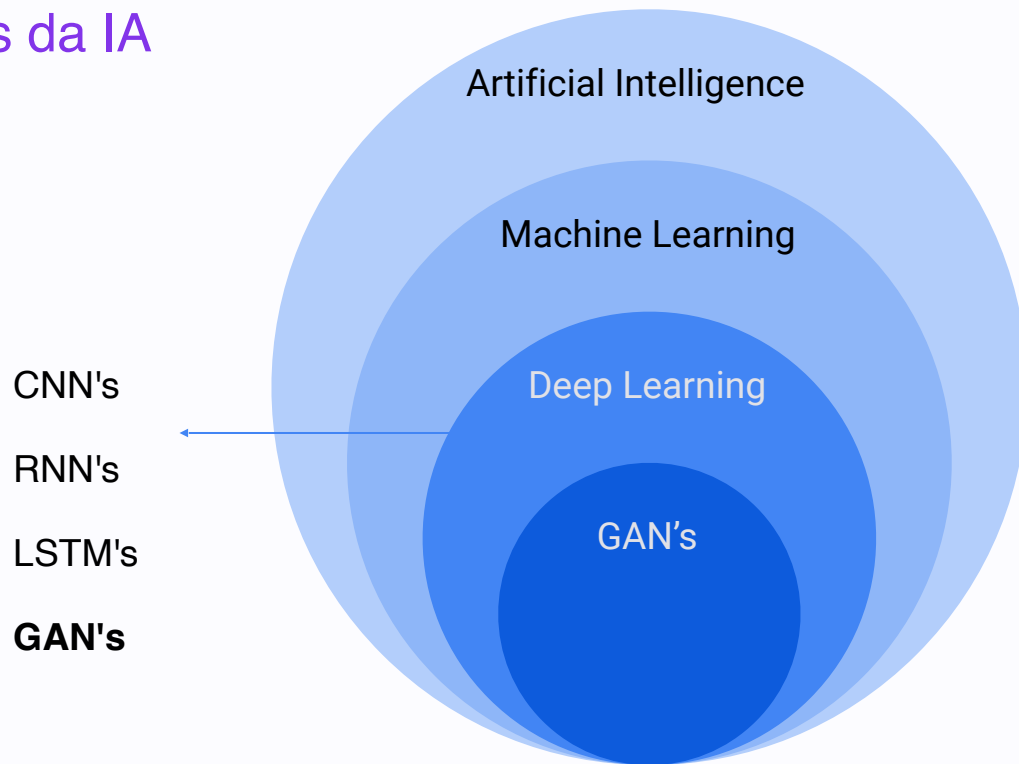 s da IA
Artificial Intelligence
Machine Learning
Deep Learning
GAN’s
CNN's
RNN's
LSTM's
GAN's